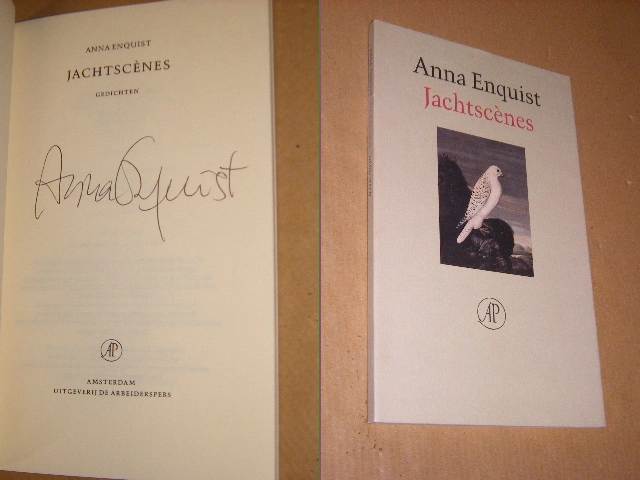 ANNA ENQUIST
JACHTSCÈNES
GEDICHTEN
Anna Enquist
AP
AMSTERDAM
UITGEVERIJ DE ARBEIDERSPERS
Anna Enquist
Jachtscènes
AP